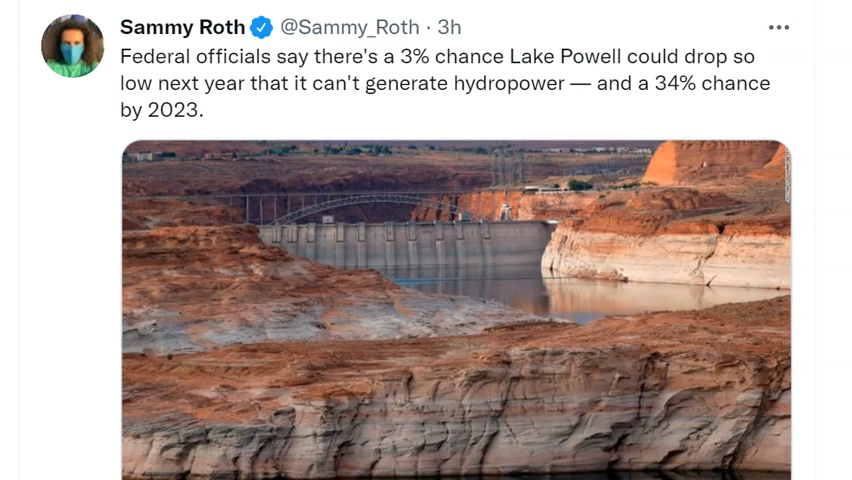 Sammy Roth @Sammy_Roth · 3h
Federal officials say there's a 3% chance Lake Powell could drop so
low next year that it can't generate hydropower — and a 34% chance
by 2023.